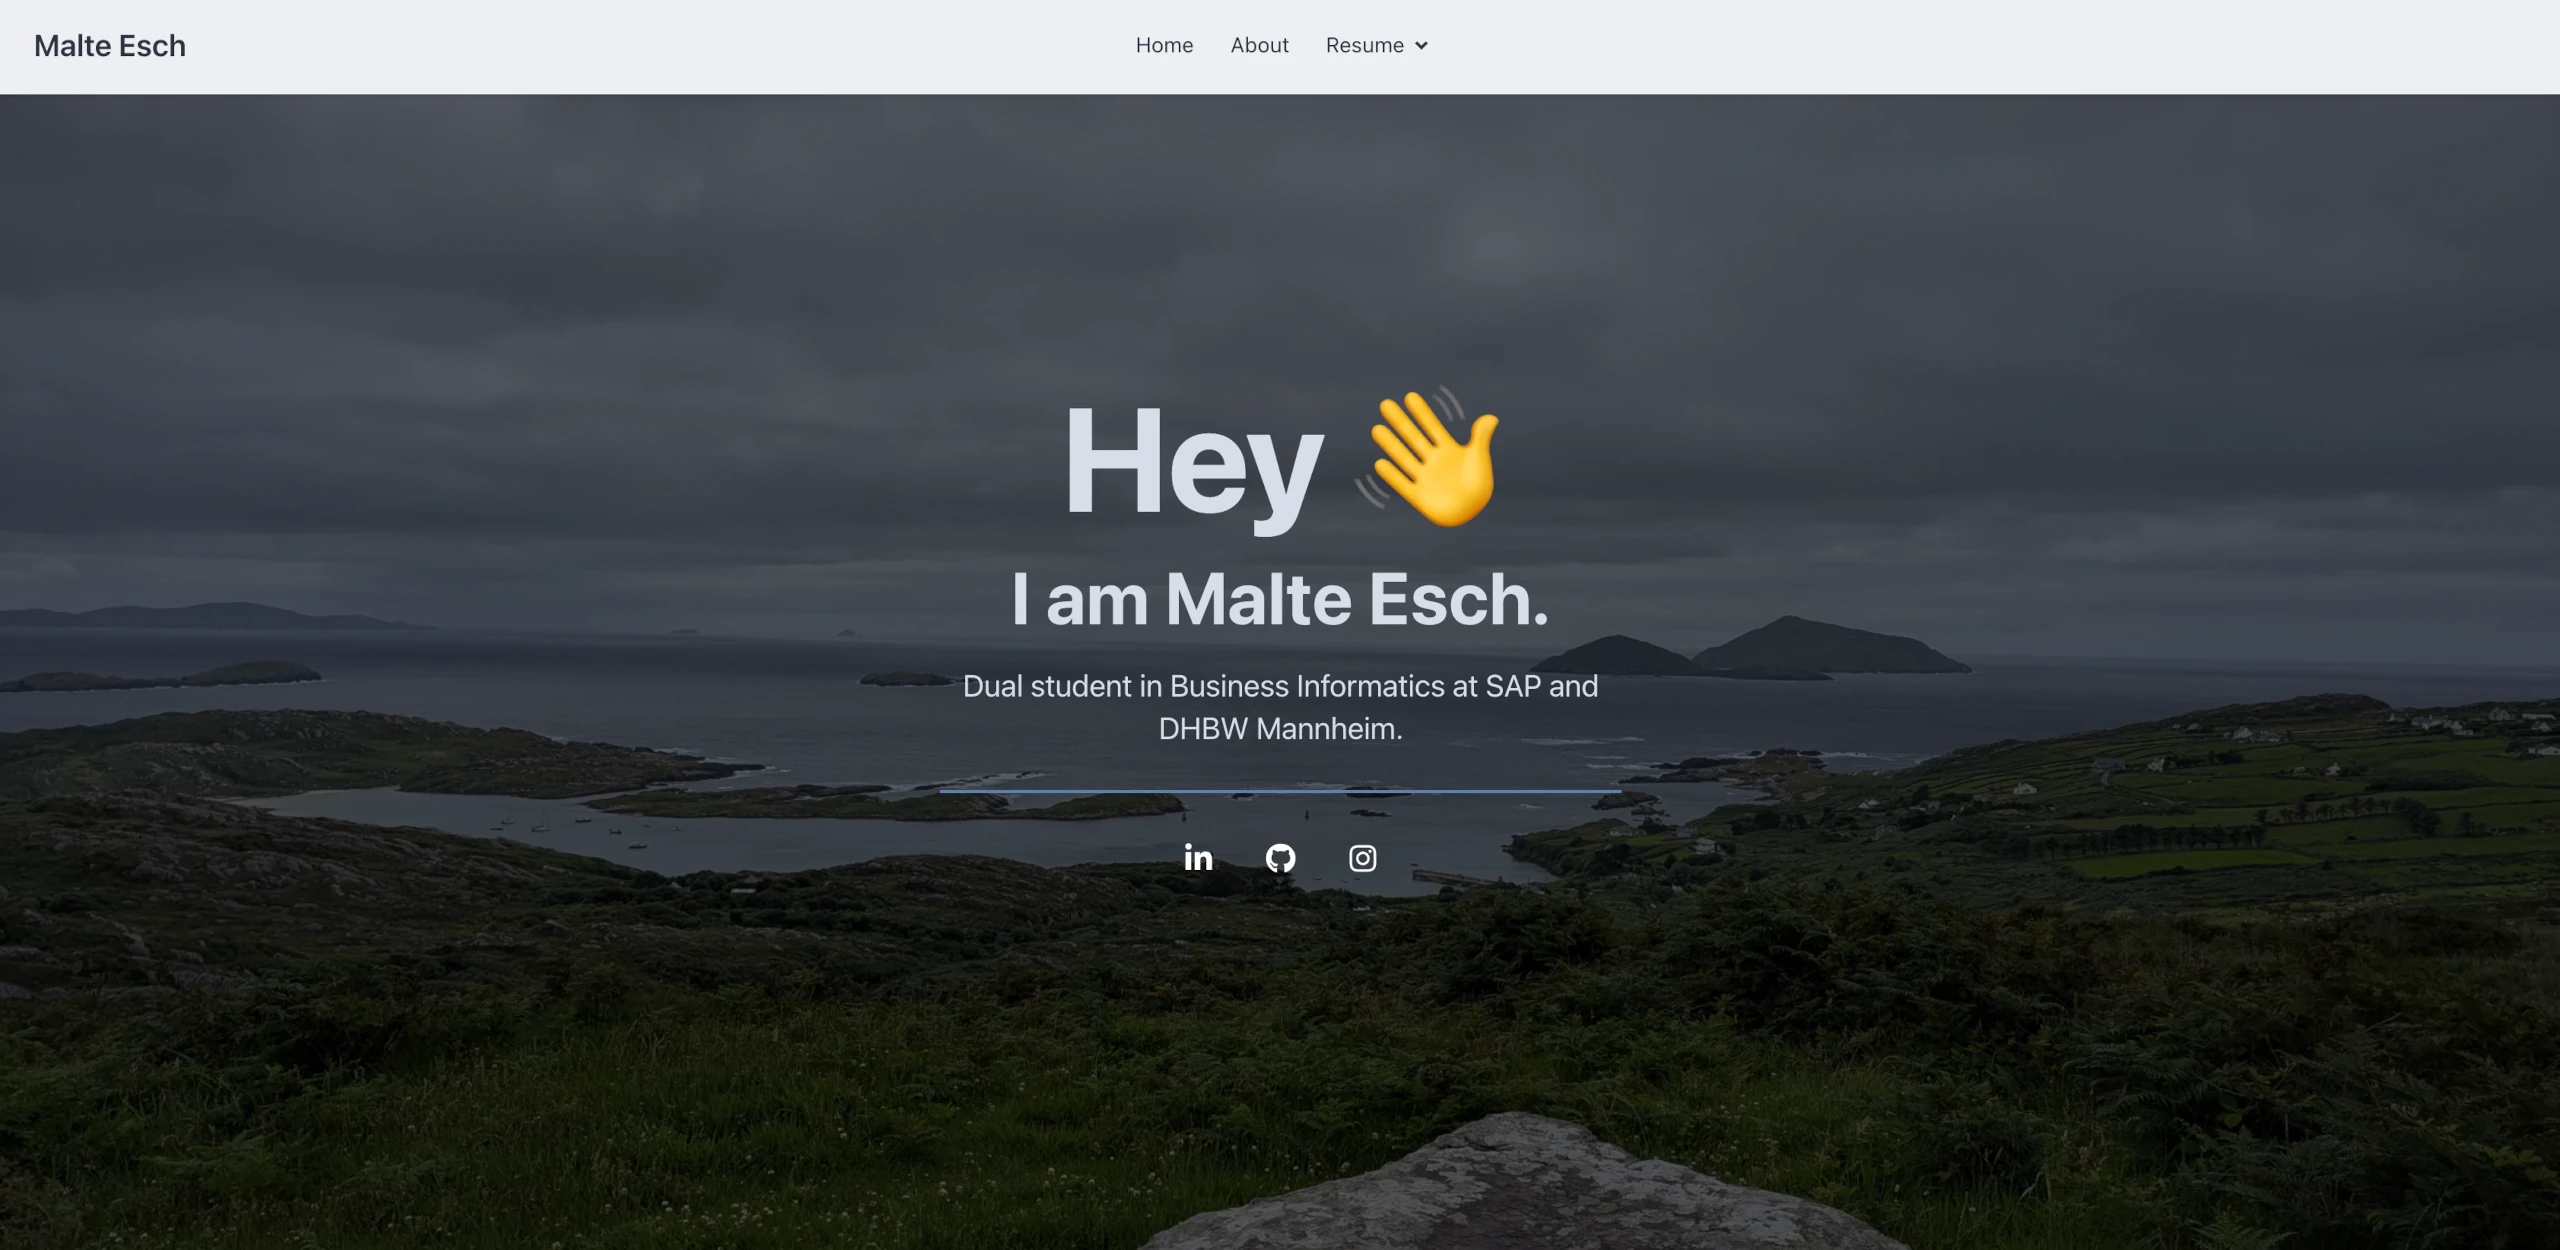 Malte Esch
Home About Resume
Hey 👋
I am Malte Esch.
Dual student in Business Informatics at SAP and
DHBW Mannheim.
in